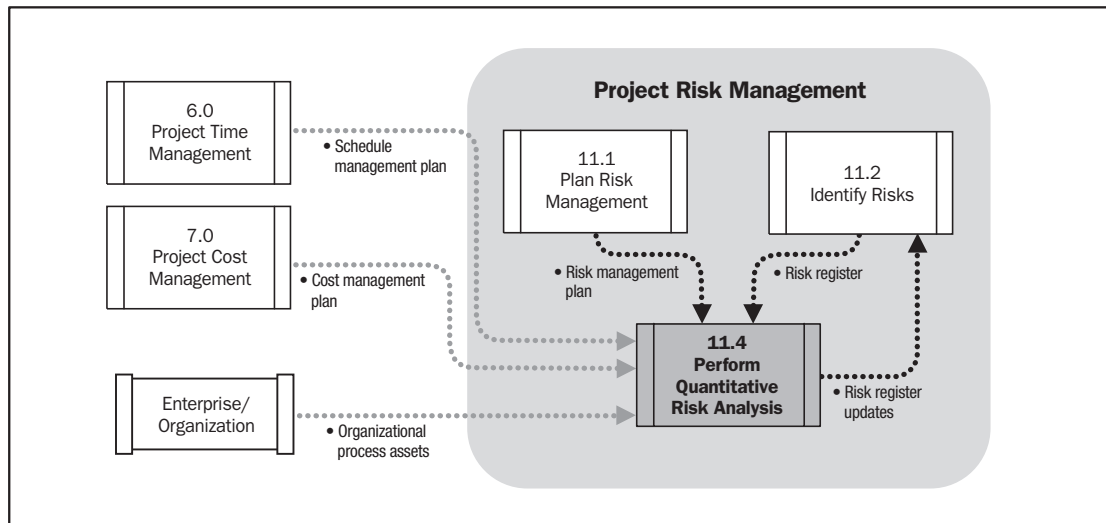 Project Risk Management
6.0
Project Time
Management
• Schedule
management plan
11.1
Plan Risk
Management
11.2
Identify Risks
7.0
Project Cost
Management
• Cost management
plan
• Risk management
plan
• Risk register
11.4
Perform
Quantitative
Risk Analysis
• Risk register
updates
Enterprise/
Organization
• Organizational
process assets